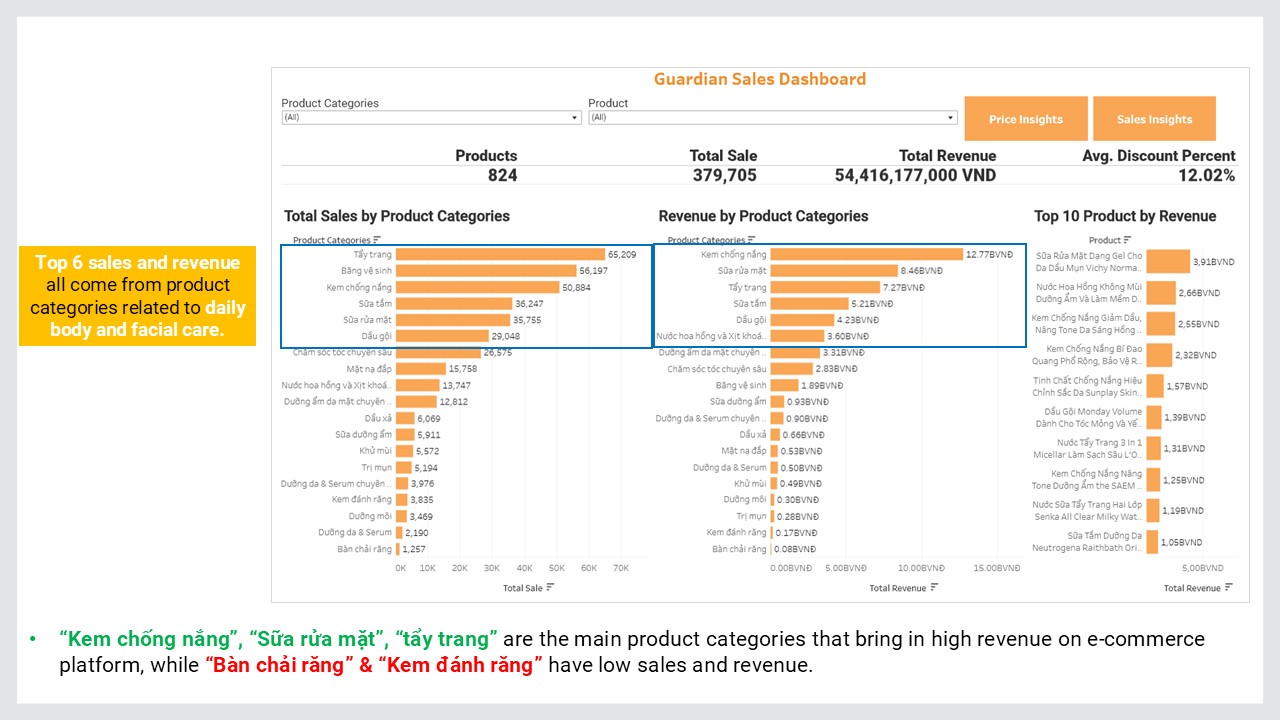 Guardian Sales Dashboard
Product Categories
(All)
Product
(All)
Price Insights
Sales Insights
Products
824
Total Sale
379,705
Total Revenue
54,416,177,000 VND
Avg. Discount Percent
12.02%
Top 6 sales and revenue
all come from product
categories related to daily
body and facial care.
Total Sales by Product Categories
Product Categories
Tẩy trang 65,209
Băng vệ sinh 56,197
Kem chống nắng 50,884
Sữa tắm 36,247
Sữa rửa mặt 35,755
Dầu gội 29,048
Chăm sóc tóc chuyên sâu 26,575
Mặt nạ đắp 15,758
Nước hoa hồng và Xịt khoá.. 13,747
Dưỡng ẩm da mặt chuyên .. 12,812
Dầu xả 6,069
Sữa dưỡng ẩm 5,911
Khử mùi 5,572
Trị mụn 5,194
Dưỡng da & Serum chuyên .. 3,976
Kem đánh răng 3,835
Dưỡng môi 3,469
Dưỡng da & Serum 2,190
Bàn chải răng 1,257
0K 10K 20K 30K 40K 50K 60K 70K
Total Sale
Revenue by Product Categories
Product Categories
Kem chống nắng 12.77BVNĐ
Sữa rửa mặt 8.46BVNĐ
Tẩy trang 7.27BVNĐ
Sữa tắm 5.21BVNĐ
Dầu gội 4.23BVNĐ
Nước hoa hồng và Xịt khoá.. 3.60BVNĐ
Dưỡng ẩm da mặt chuyên .. 3.31BVNĐ
Chăm sóc tóc chuyên sâu 2.83BVNĐ
Băng vệ sinh 1.89BVNĐ
Sữa dưỡng ẩm 0.93BVNĐ
Dưỡng da & Serum chuyên .. 0.90BVNĐ
Dầu xả 0.66BVNĐ
Mặt nạ đắp 0.53BVNĐ
Dưỡng da & Serum 0.50BVNĐ
Khử mùi 0.49BVNĐ
Dưỡng môi 0.30BVNĐ
Trị mụn 0.28BVNĐ
Kem đánh răng 0.17BVNĐ
Bàn chải răng 0.08BVNĐ
0.00BVNĐ 5.00BVNĐ 10.00BVNĐ 15.00BVNĐ
Total Revenue
Top 10 Product by Revenue
Product
Sữa Rửa Mặt Dạng Gel Cho
Da Dầu Mụn Vichy Norma.. 3,91BVND
Nước Hoa Hồng Không Mùi
Dưỡng Ẩm Và Làm Mềm D.. 2,66BVND
Kem Chống Nắng Giảm Dầu,
Nâng Tone Da Sáng Hồng .. 2,55BVND
Kem Chống Nắng Bí Đao
Quang Phổ Rộng, Bảo Vệ R... 2,32BVND
Tinh Chất Chống Nắng Hiệu
Chỉnh Sắc Da Sunplay Skin.. 1,57BVND
Dầu Gội Monday Volume
Dành Cho Tóc Mỏng Và Yế.. 1,39BVND
Nước Tẩy Trang 3 In 1
Micellar Làm Sạch Sâu L'O.. 1,31BVND
Kem Chống Nắng Nâng
Tone Dưỡng Ẩm the SAEM .. 1,25BVND
Nước Sữa Tẩy Trang Hai Lớp
Senka All Clear Milky Wat.. 1,19BVND
Sữa Tắm Dưỡng Da
Neutrogena Raithbath Ori.. 1,05BVND
5,00BVND
Total Revenue
• “Kem chống nắng”, “Sữa rửa mặt”, “tẩy trang” are the main product categories that bring in high revenue on e-commerce
platform, while “Bàn chải răng” & “Kem đánh răng” have low sales and revenue.